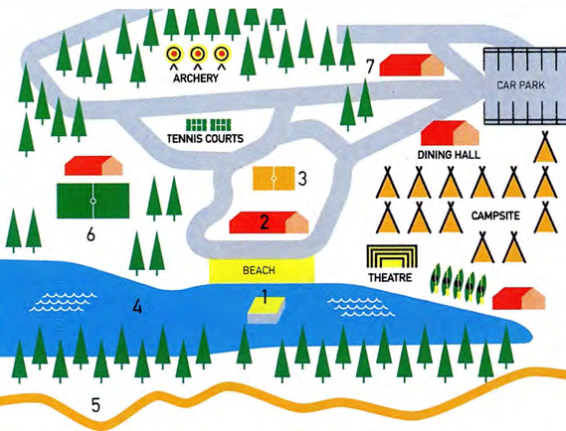 ARCHERY
7
CAR PARK
TENNIS COURTS
DINING HALL
3
2
CAMPSITE
6
BEACH
THEATRE
1
4
5